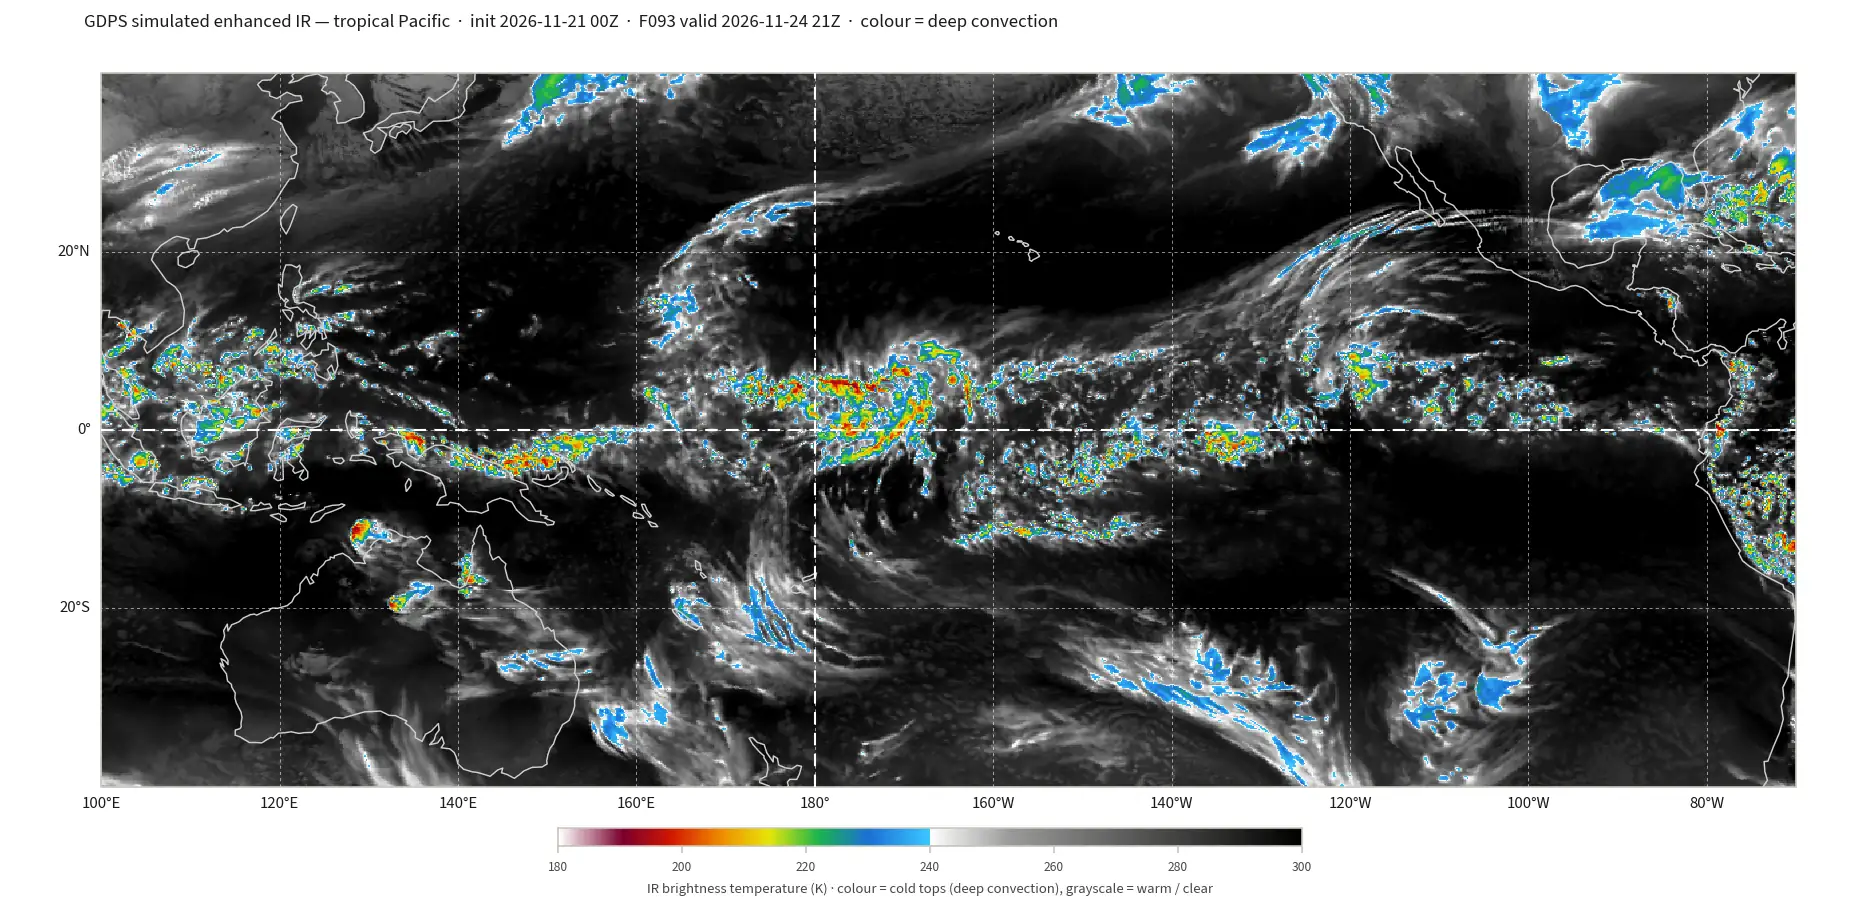 GDPS simulated enhanced IR — tropical Pacific · init 2026-11-21 00Z · F093 valid 2026-11-24 21Z · colour = deep convection
20°N
0°
20°S
100°E 120°E 140°E 160°E 180° 160°W 140°W 120°W 100°W 80°W
180 200 220 240 260 280 300
IR brightness temperature (K) · colour = cold tops (deep convection), grayscale = warm / clear